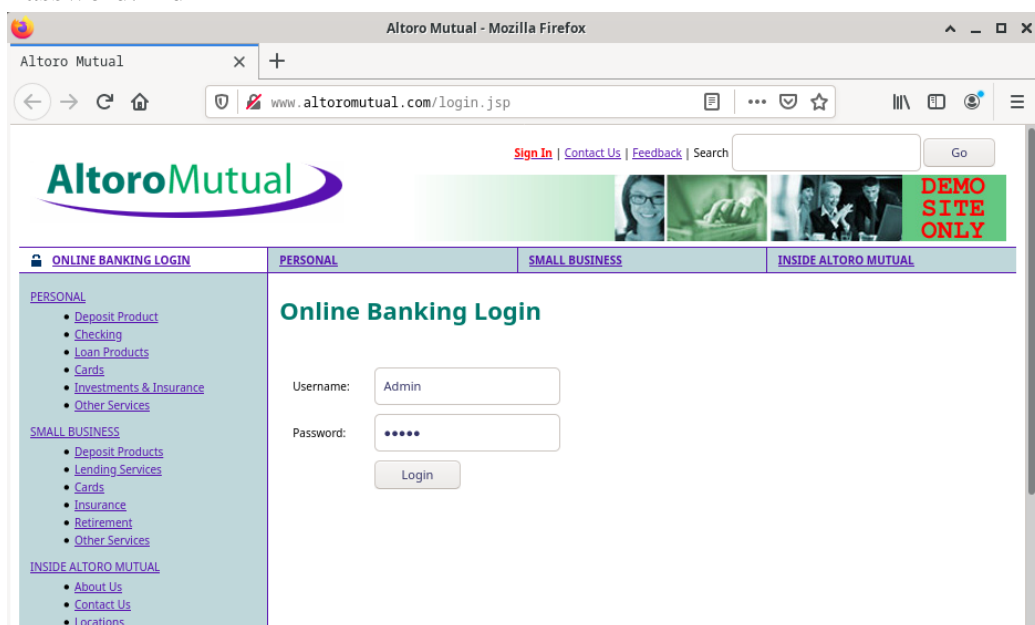 Altoro Mutual - Mozilla Firefox
Altoro Mutual
www.altoromutual.com/login.jsp
Sign In | Contact Us | Feedback | Search
Go
AltoroMutual
DEMO
SITE
ONLY
ONLINE BANKING LOGIN
PERSONAL
SMALL BUSINESS
INSIDE ALTORO MUTUAL
PERSONAL
Deposit Product
Checking
Loan Products
Cards
Investments & Insurance
Other Services
SMALL BUSINESS
Deposit Products
Lending Services
Cards
Insurance
Retirement
Other Services
INSIDE ALTORO MUTUAL
About Us
Contact Us
Locations
Online Banking Login
Username:
Admin
Password:
•••••
Login